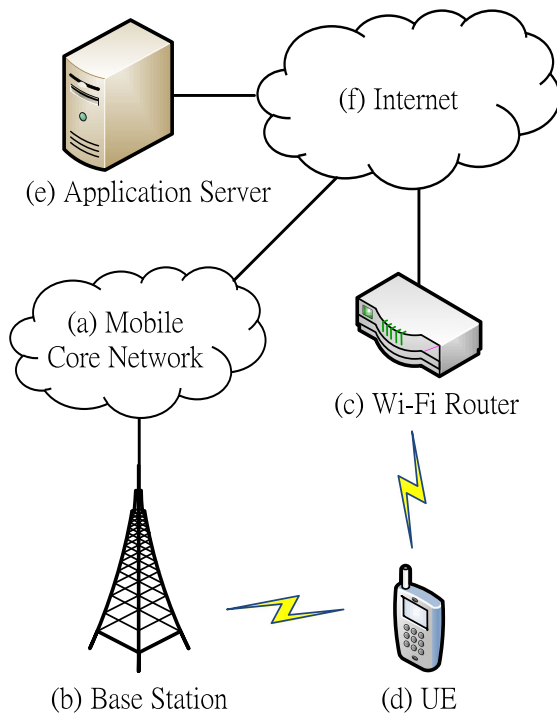 (f) Internet
(e) Application Server
(a) Mobile
Core Network
(c) Wi-Fi Router
(b) Base Station
(d) UE